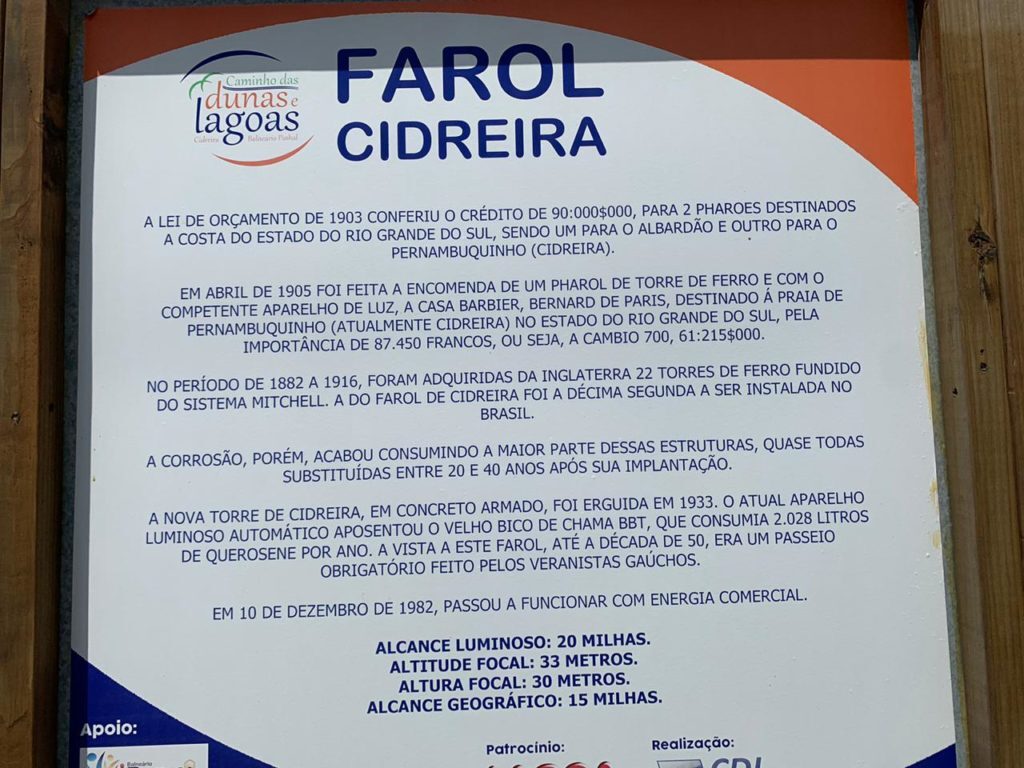 Caminho das
dunas e
lagoas
Cidreira Balneário Pinhal
FAROL
CIDREIRA
A LEI DE ORÇAMENTO DE 1903 CONFERIU O CRÉDITO DE 90:000$000, PARA 2 PHAROES DESTINADOS
A COSTA DO ESTADO DO RIO GRANDE DO SUL, SENDO UM PARA O ALBARDÃO E OUTRO PARA O
PERNAMBUQUINHO (CIDREIRA).
EM ABRIL DE 1905 FOI FEITA A ENCOMENDA DE UM PHAROL DE TORRE DE FERRO E COM O
COMPETENTE APARELHO DE LUZ, A CASA BARBIER, BERNARD DE PARIS, DESTINADO Á PRAIA DE
PERNAMBUQUINHO (ATUALMENTE CIDREIRA) NO ESTADO DO RIO GRANDE DO SUL, PELA
IMPORTÂNCIA DE 87.450 FRANCOS, OU SEJA, A CAMBIO 700, 61:215$000.
NO PERÍODO DE 1882 A 1916, FORAM ADQUIRIDAS DA INGLATERRA 22 TORRES DE FERRO FUNDIDO
DO SISTEMA MITCHELL. A DO FAROL DE CIDREIRA FOI A DÉCIMA SEGUNDA A SER INSTALADA NO
BRASIL.
A CORROSÃO, PORÉM, ACABOU CONSUMINDO A MAIOR PARTE DESSAS ESTRUTURAS, QUASE TODAS
SUBSTITUÍDAS ENTRE 20 E 40 ANOS APÓS SUA IMPLANTAÇÃO.
A NOVA TORRE DE CIDREIRA, EM CONCRETO ARMADO, FOI ERGUIDA EM 1933. O ATUAL APARELHO
LUMINOSO AUTOMÁTICO APOSENTOU O VELHO BICO DE CHAMA BBT, QUE CONSUMIA 2.028 LITROS
DE QUEROSENE POR ANO. A VISTA A ESTE FAROL, ATÉ A DÉCADA DE 50, ERA UM PASSEIO
OBRIGATÓRIO FEITO PELOS VERANISTAS GAÚCHOS.
EM 10 DE DEZEMBRO DE 1982, PASSOU A FUNCIONAR COM ENERGIA COMERCIAL.
ALCANCE LUMINOSO: 20 MILHAS.
ALTITUDE FOCAL: 33 METROS.
ALTURA FOCAL: 30 METROS.
ALCANCE GEOGRÁFICO: 15 MILHAS.
Apoio:
Balneário
Patrocínio:
Realização:
CDL